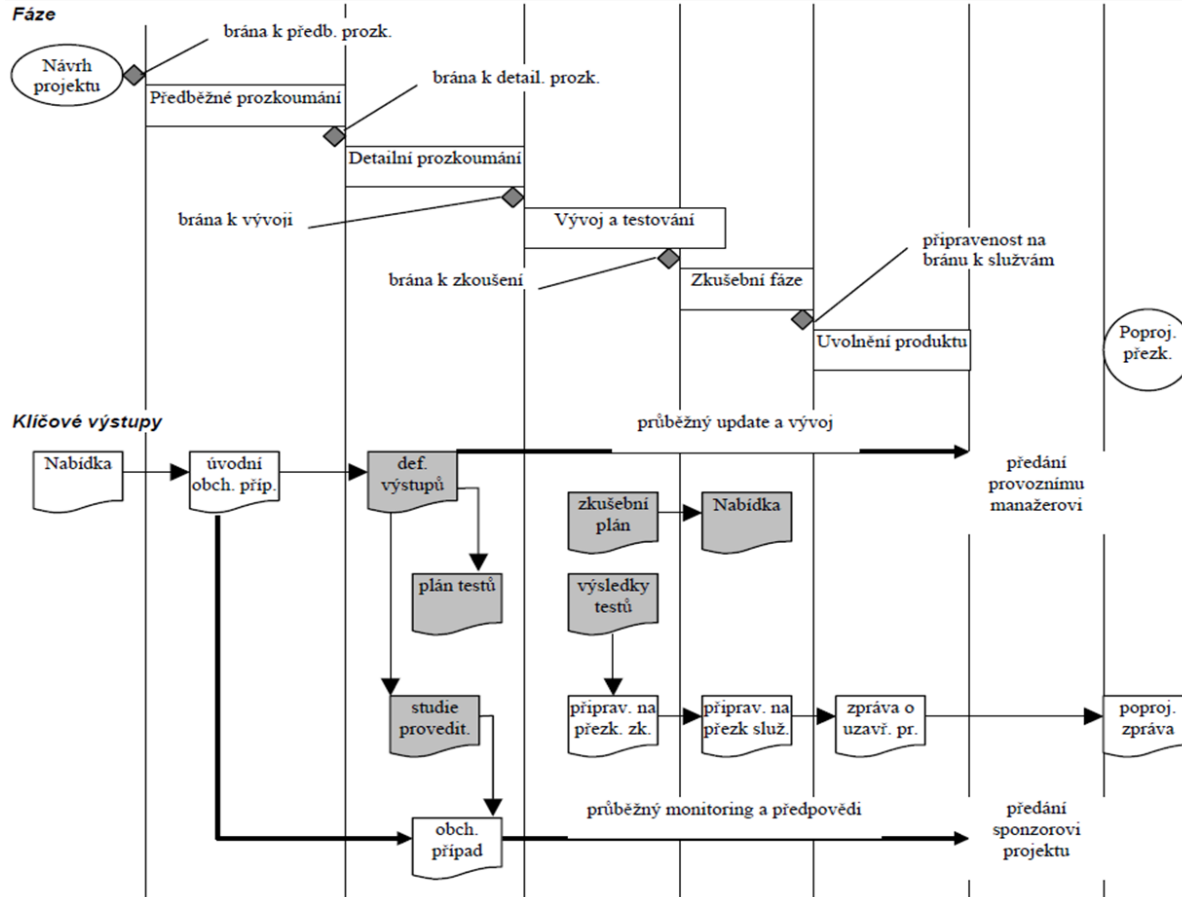 Fáze
brána k předb. prozk.
Návrh
projektu
brána k detail. prozk.
Předběžné prozkoumání
Detailní prozkoumání
brána k vývoji
Vývoj a testování
připravenost na
bránu k službám
brána k zkoušení
Zkušební fáze
Uvolnění produktu
Poproj.
přezk.
Klíčové výstupy
průběžný update a vývoj
Nabídka
úvodní
obch. příp.
def.
výstupů
předání
provoznímu
manažerovi
zkušební
plán
Nabídka
plán testů
výsledky
testů
studie
provedit.
připrav. na
přezk. zk.
připrav. na
přezk služ.
zpráva o
uzavř. pr.
poproj.
zpráva
průběžný monitoring a předpovědi
předání
sponzorovi
projektu
obch.
případ